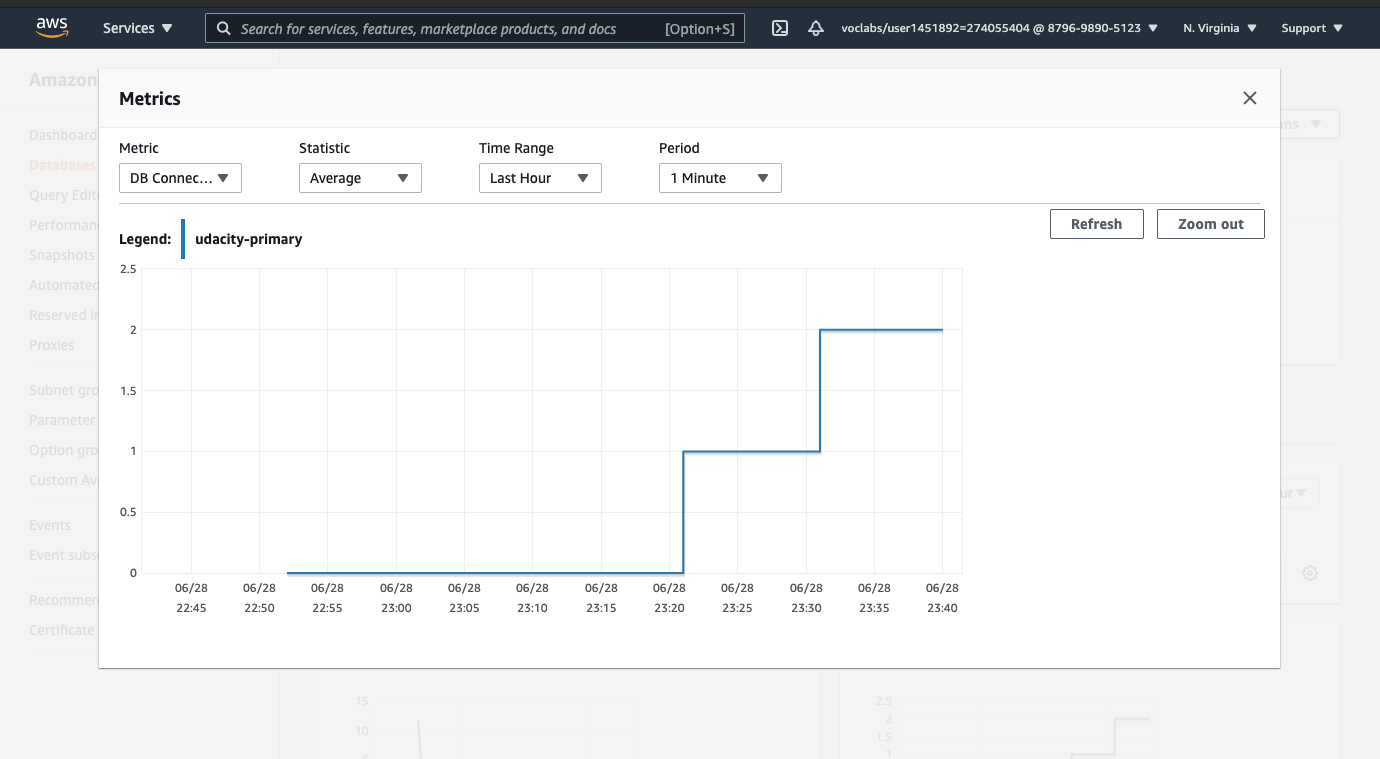 aws Services Search for services, features, marketplace products, and docs [Option+S] voclabs/user1451892=274055404 @ 8796-9890-5123 N. Virginia Support
Amazon
Metrics
Dashboard
Databases
Query Edit
Performan
Snapshots
Automated
Reserved In
Proxies
Subnet gro
Parameter
Option gro
Custom Av
Events
Event subs
Recommen
Certificate
ns
ur
Metric Statistic Time Range Period
DB Connec... Average Last Hour 1 Minute
Refresh Zoom out
Legend: udacity-primary
2.5
2
1.5
1
0.5
0
06/28 06/28 06/28 06/28 06/28 06/28 06/28 06/28 06/28 06/28 06/28 06/28
22:45 22:50 22:55 23:00 23:05 23:10 23:15 23:20 23:25 23:30 23:35 23:40
15
10
5
2.5
2
1.5
1